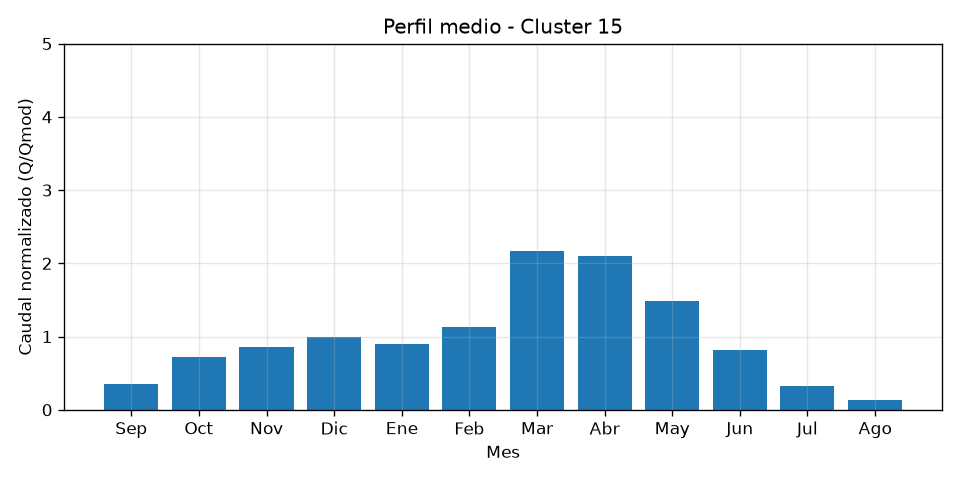 Perfil medio - Cluster 15
Caudal normalizado (Q/Qmod)
5
4
3
2
1
0
Sep Oct Nov Dic Ene Feb Mar Abr May Jun Jul Ago
Mes